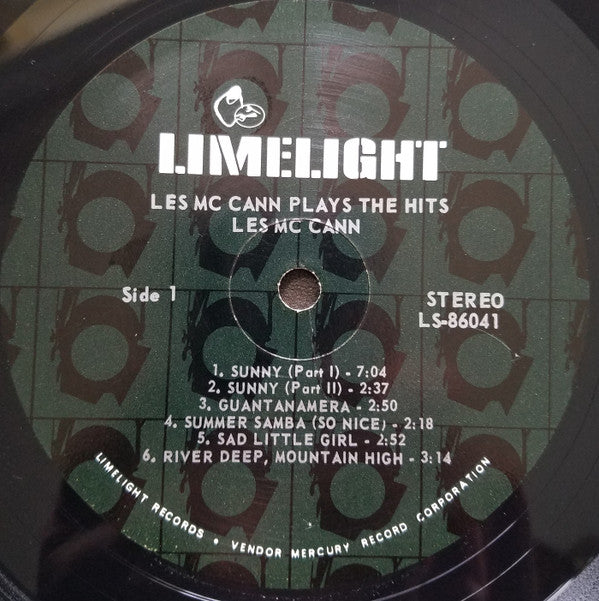 LIMELIGHT
LES MC CANN PLAYS THE HITS
LES MC CANN
Side 1
STEREO
LS-86041
1. SUNNY (Part I) - 7:04
2. SUNNY (Part II) - 2:37
3. GUANTANAMERA - 2:50
4. SUMMER SAMBA (SO NICE) - 2:18
5. SAD LITTLE GIRL - 2:52
6. RIVER DEEP, MOUNTAIN HIGH - 3:14
LIMELIGHT RECORDS • VENDOR MERCURY RECORD CORPORATION